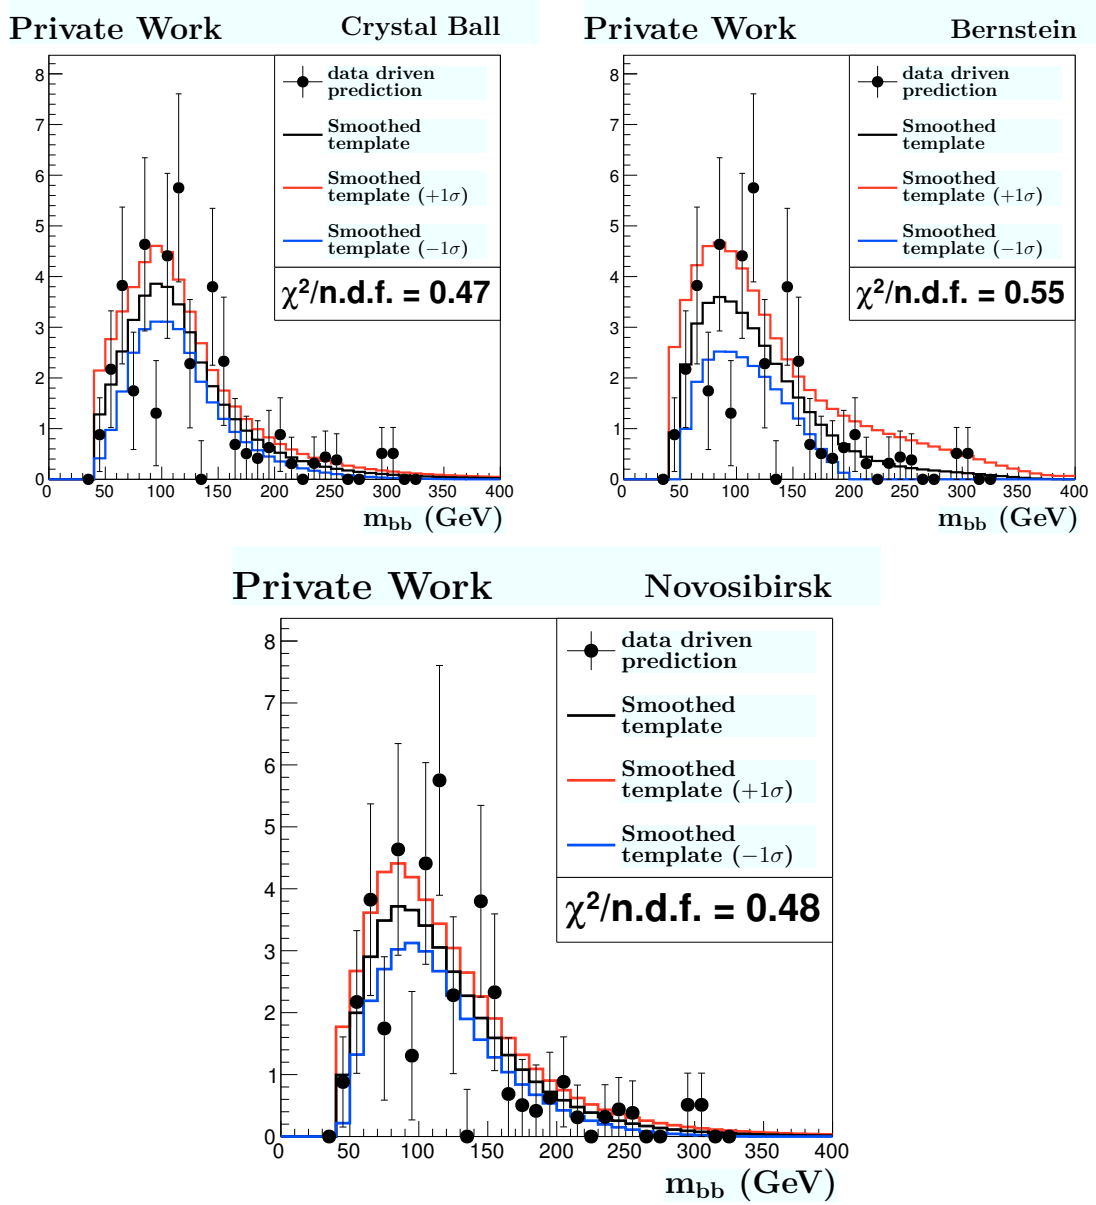 Private Work Crystal Ball
8
7
6
5
4
3
2
1
0
data driven
prediction
Smoothed
template
Smoothed
template (+1σ)
Smoothed
template (−1σ)
χ²/n.d.f. = 0.47
0 50 100 150 200 250 300 350 400
m_bb (GeV)
Private Work Bernstein
8
7
6
5
4
3
2
1
0
data driven
prediction
Smoothed
template
Smoothed
template (+1σ)
Smoothed
template (−1σ)
χ²/n.d.f. = 0.55
0 50 100 150 200 250 300 350 400
m_bb (GeV)
Private Work Novosibirsk
8
7
6
5
4
3
2
1
0
data driven
prediction
Smoothed
template
Smoothed
template (+1σ)
Smoothed
template (−1σ)
χ²/n.d.f. = 0.48
0 50 100 150 200 250 300 350 400
m_bb (GeV)